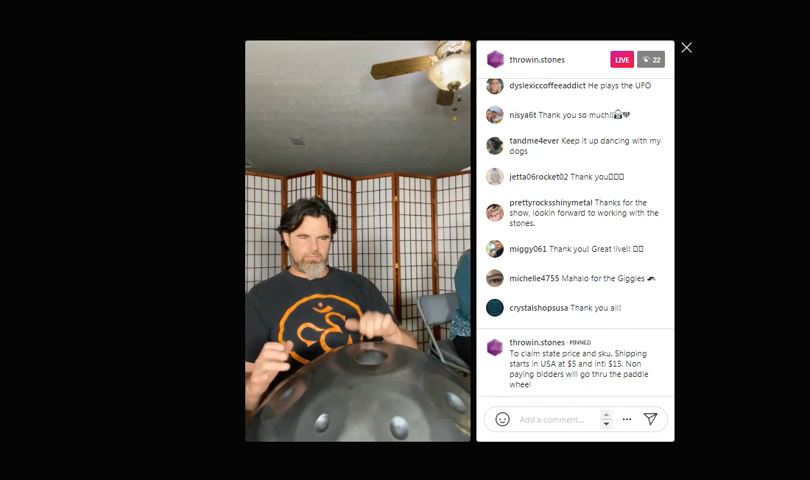 throwin.stones
LIVE
22
dyslexiccoffeeaddict He plays the UFO
nisya6t Thank you so much!!
tandme4ever Keep it up dancing with my
dogs
jetta06rocket02 Thank you
prettyrocksshinymetal Thanks for the
show, lookin forward to working with the
stones.
miggy061 Thank you! Great live!!
michelle4755 Mahalo for the Giggles
crystalshopsusa Thank you all!
throwin.stones · PINNED
To claim state price and sku. Shipping
starts in USA at $5 and intl $15. Non
paying bidders will go thru the paddle
wheel
Add a comment...